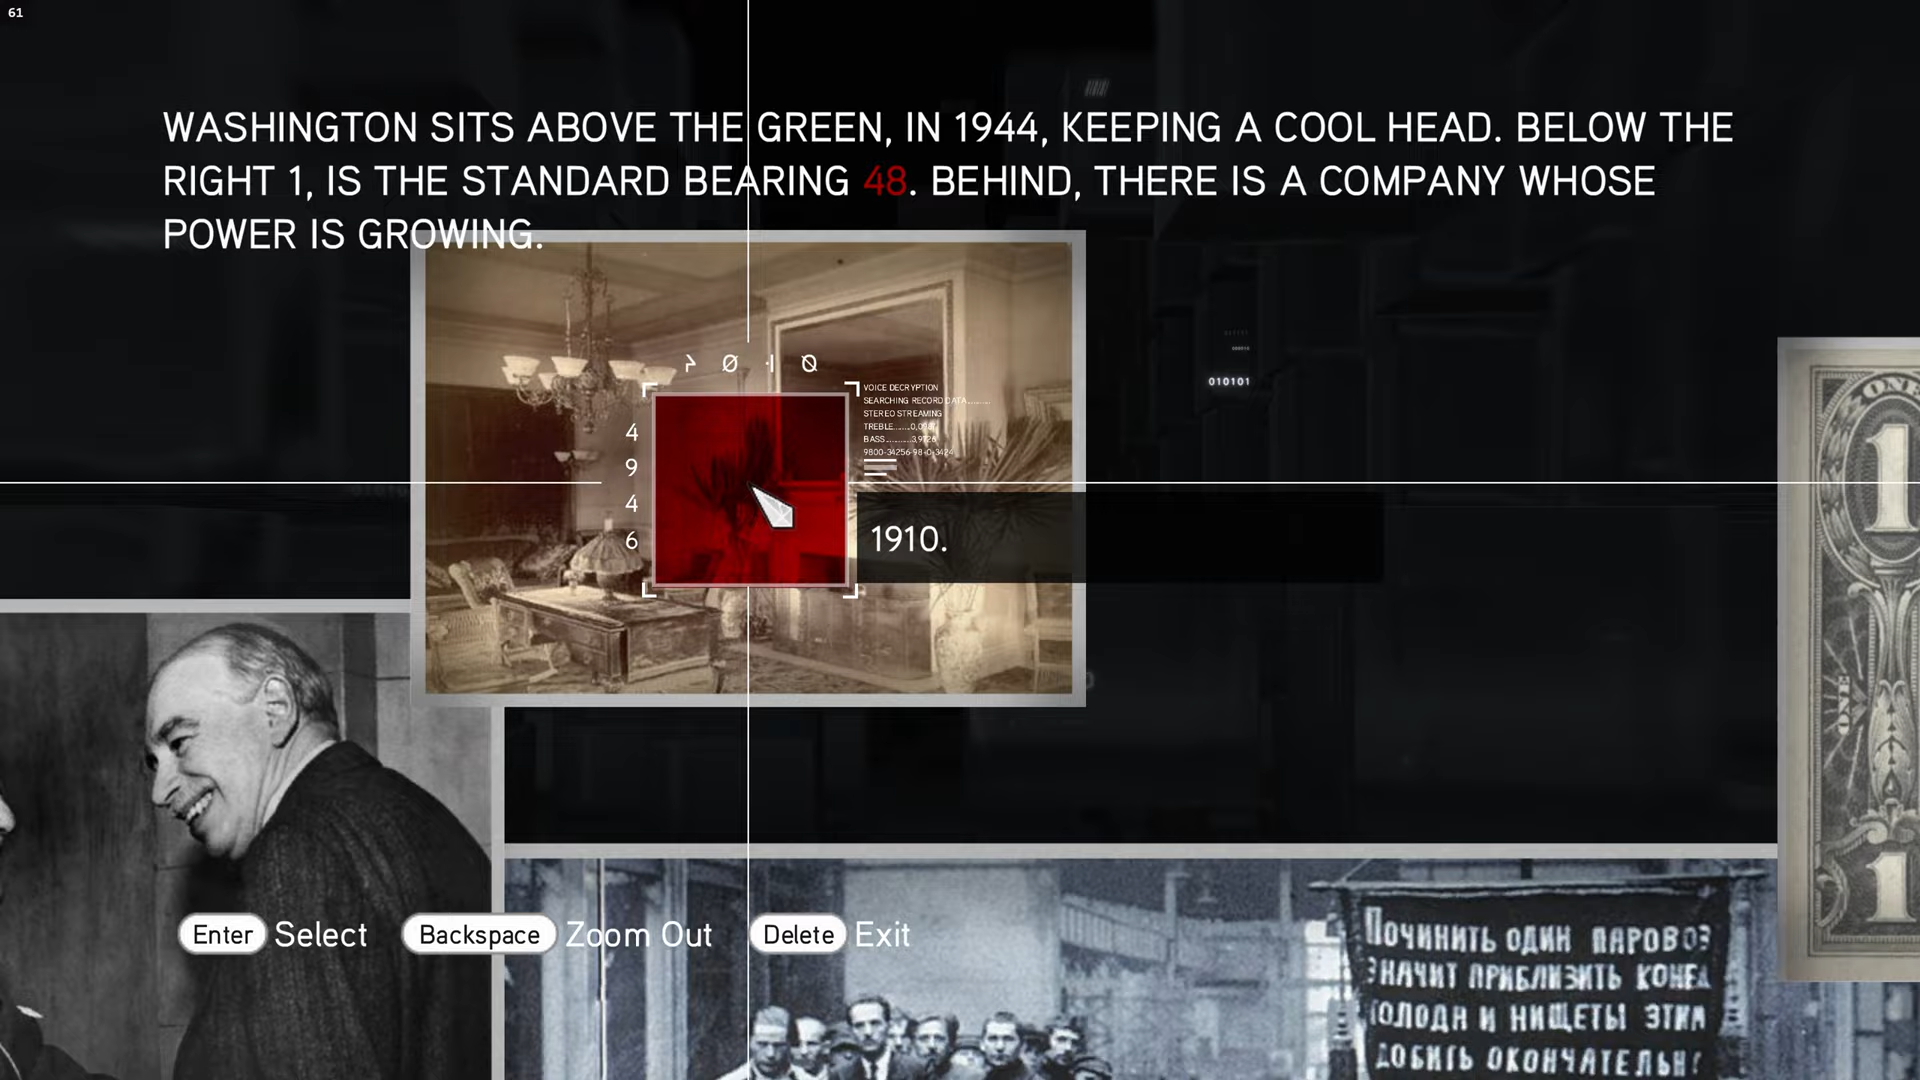 61
WASHINGTON SITS ABOVE THE GREEN, IN 1944, KEEPING A COOL HEAD. BELOW THE
RIGHT 1, IS THE STANDARD BEARING 48. BEHIND, THERE IS A COMPANY WHOSE
POWER IS GROWING.
VOICE DECRYPTION
SEARCHING RECORD DATA..........
STEREO STREAMING
4
9
4
6
010101
1910.
ONE
1
ONE
1
Enter Select Backspace Zoom Out Delete Exit
ПОЧИНИТЬ ОДИН ПАРОВОЗ
ЗНАЧИТ ПРИБЛИЗИТЬ
И НИЩЕТЫ